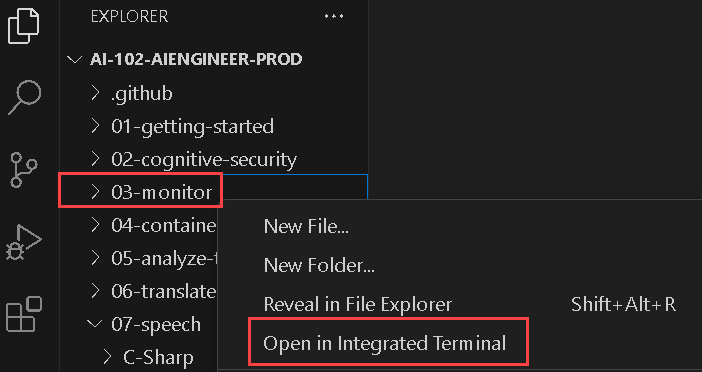 EXPLORER ...
AI-102-AIENGINEER-PROD
.github
01-getting-started
02-cognitive-security
03-monitor
04-containe
05-analyze-t
06-translate
07-speech
C-Sharp
New File...
New Folder...
Reveal in File Explorer Shift+Alt+R
Open in Integrated Terminal